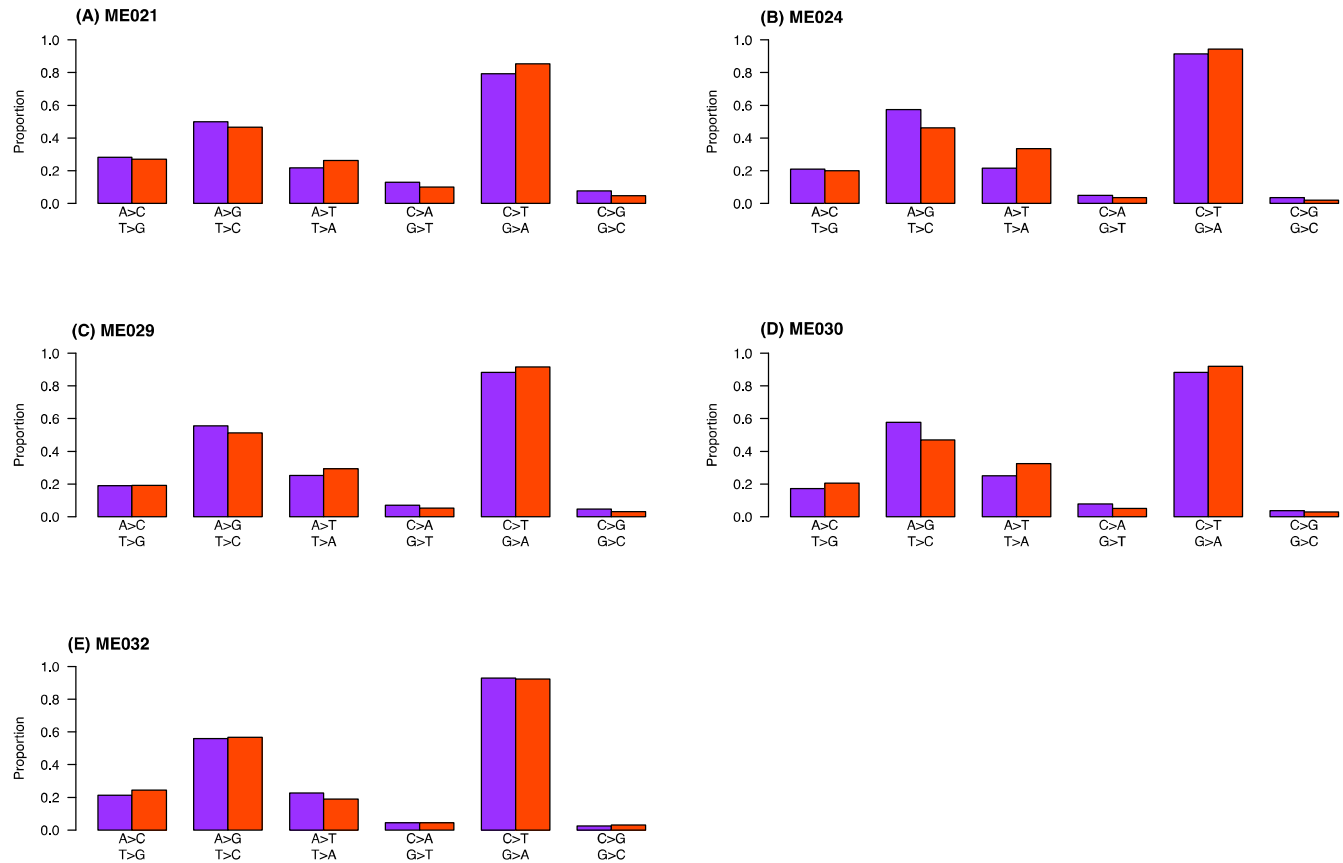 (A) ME021
Proportion
1.0
0.8
0.6
0.4
0.2
0.0
A>C A>G A>T C>A C>T C>G
T>G T>C T>A G>T G>A G>C
(B) ME024
Proportion
1.0
0.8
0.6
0.4
0.2
0.0
A>C A>G A>T C>A C>T C>G
T>G T>C T>A G>T G>A G>C
(C) ME029
Proportion
1.0
0.8
0.6
0.4
0.2
0.0
A>C A>G A>T C>A C>T C>G
T>G T>C T>A G>T G>A G>C
(D) ME030
Proportion
1.0
0.8
0.6
0.4
0.2
0.0
A>C A>G A>T C>A C>T C>G
T>G T>C T>A G>T G>A G>C
(E) ME032
Proportion
1.0
0.8
0.6
0.4
0.2
0.0
A>C A>G A>T C>A C>T C>G
T>G T>C T>A G>T G>A G>C